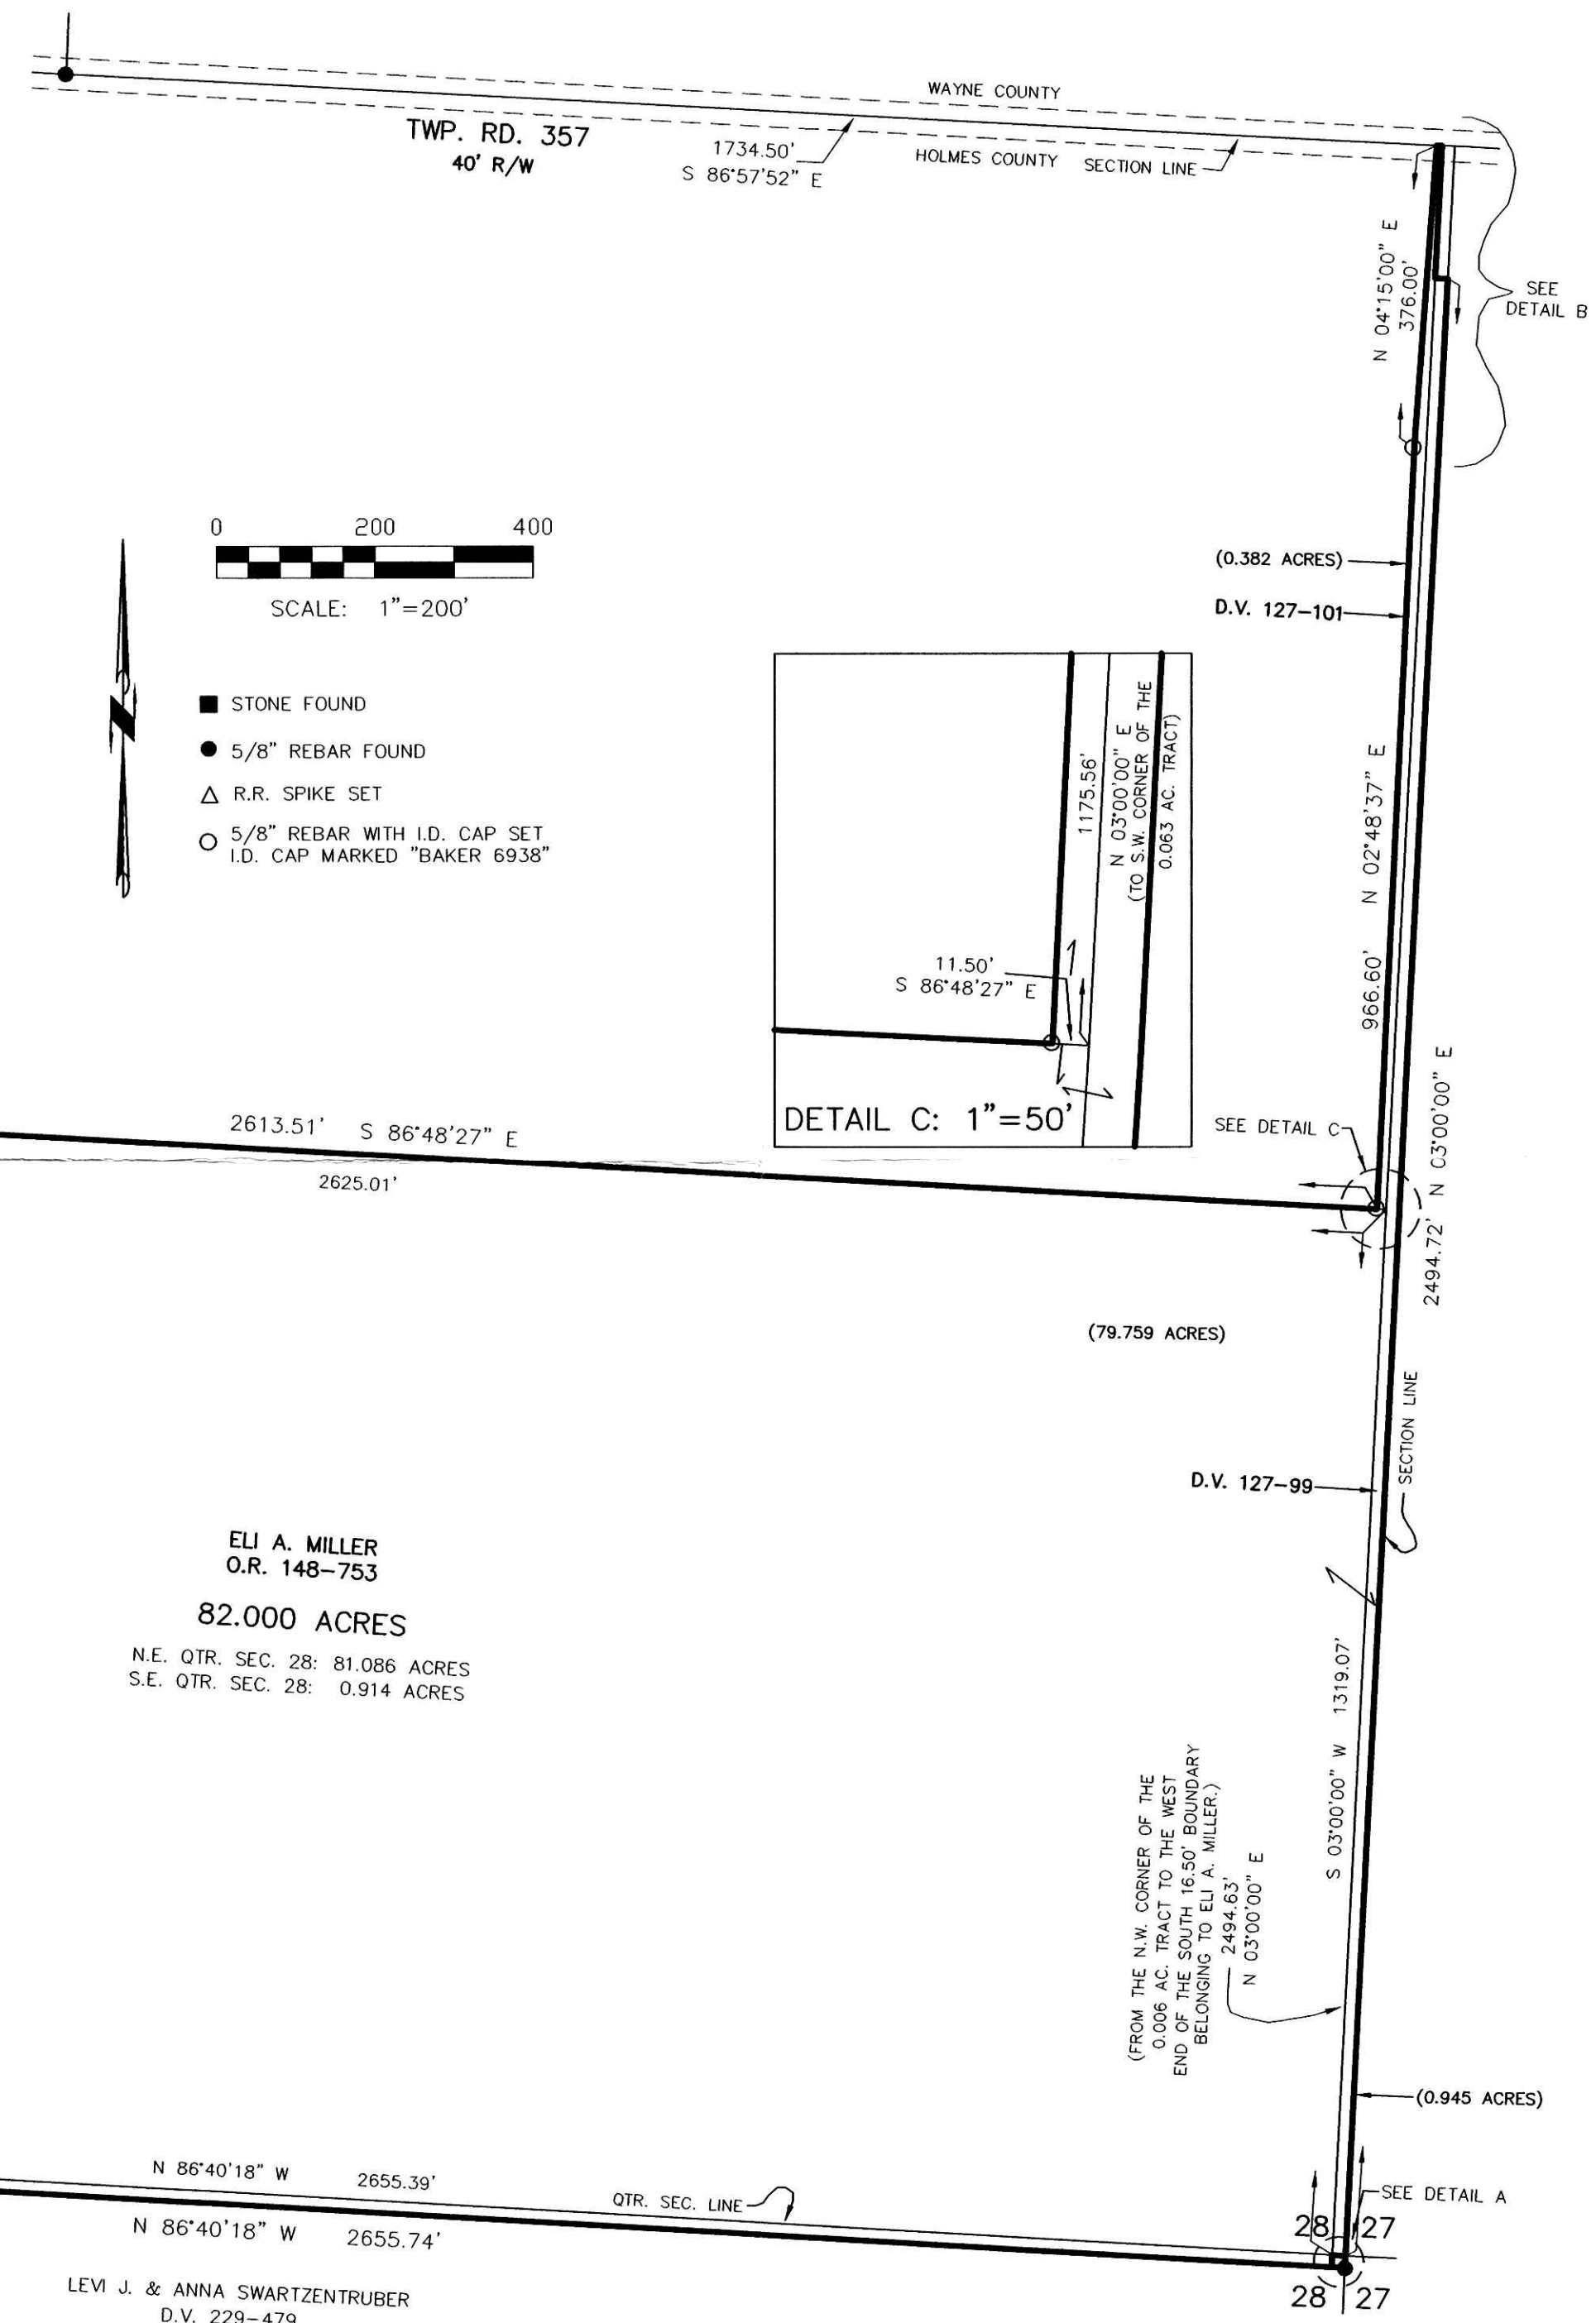 WAYNE COUNTY
TWP. RD. 357
40' R/W
1734.50'
S 86°57'52" E
HOLMES COUNTY SECTION LINE
N 04°15'00" E
376.00'
SEE
DETAIL B
0 200 400
SCALE: 1"=200'
(0.382 ACRES)
D.V. 127-101
STONE FOUND
5/8" REBAR FOUND
R.R. SPIKE SET
5/8" REBAR WITH I.D. CAP SET
I.D. CAP MARKED "BAKER 6938"
1175.56'
N 03°00'00" E
(TO S.W. CORNER OF THE
0.063 AC. TRACT)
11.50'
S 86°48'27" E
DETAIL C: 1"=50'
966.60' N 02°48'37" E
SEE DETAIL C
2494.72' N 03°00'00" E
2613.51' S 86°48'27" E
2625.01'
(79.759 ACRES)
SECTION LINE
D.V. 127-99
ELI A. MILLER
O.R. 148-753
82.000 ACRES
N.E. QTR. SEC. 28: 81.086 ACRES
S.E. QTR. SEC. 28: 0.914 ACRES
S 03°00'00" W 1319.07'
(FROM THE N.W. CORNER OF THE
0.006 AC. TRACT TO THE WEST
END OF THE SOUTH 16.50' BOUNDARY
BELONGING TO ELI A. MILLER.)
2494.63'
N 03°00'00" E
(0.945 ACRES)
N 86°40'18" W 2655.39'
QTR. SEC. LINE
SEE DETAIL A
N 86°40'18" W 2655.74'
28 27
28 27
LEVI J. & ANNA SWARTZENTRUBER
D.V. 229-479